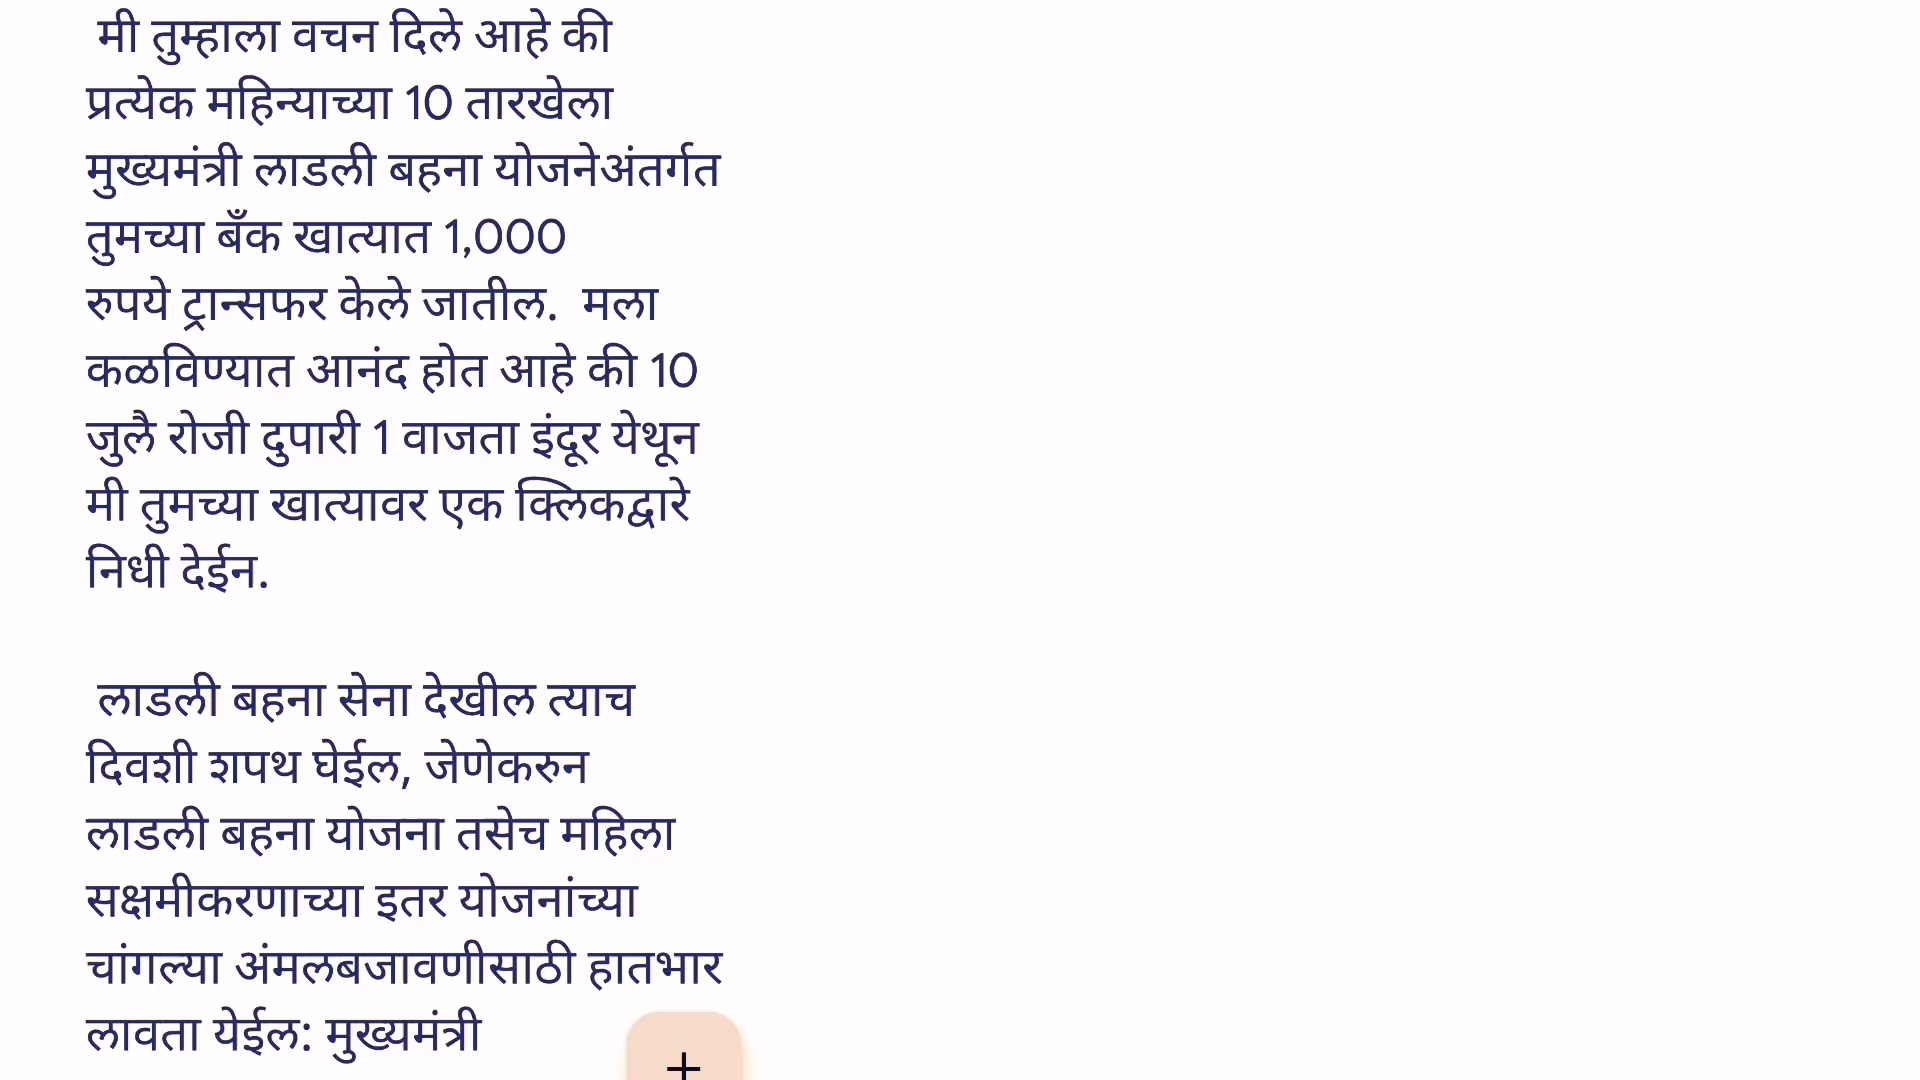 मी तुम्हाला वचन दिले आहे की
प्रत्येक महिन्याच्या 10 तारखेला
मुख्यमंत्री लाडली बहना योजनेअंतर्गत
तुमच्या बँक खात्यात 1,000
रुपये ट्रान्सफर केले जातील. मला
कळविण्यात आनंद होत आहे की 10
जुलै रोजी दुपारी 1 वाजता इंदूर येथून
मी तुमच्या खात्यावर एक क्लिकद्वारे
निधी देईन.
लाडली बहना सेना देखील त्याच
दिवशी शपथ घेईल, जेणेकरुन
लाडली बहना योजना तसेच महिला
सक्षमीकरणाच्या इतर योजनांच्या
चांगल्या अंमलबजावणीसाठी हातभार
लावता येईल: मुख्यमंत्री
+